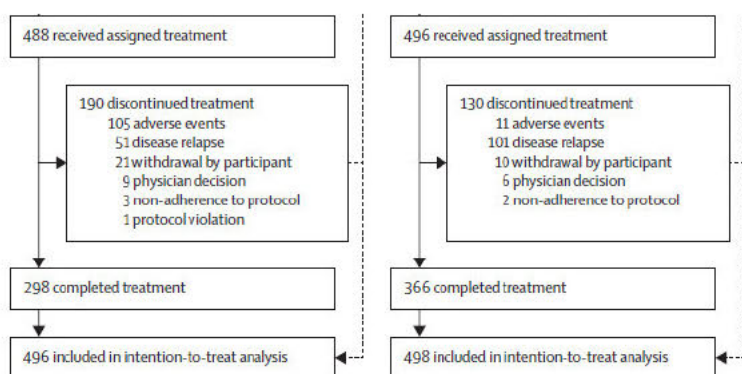 488 received assigned treatment
190 discontinued treatment
105 adverse events
51 disease relapse
21 withdrawal by participant
9 physician decision
3 non-adherence to protocol
1 protocol violation
298 completed treatment
496 included in intention-to-treat analysis
496 received assigned treatment
130 discontinued treatment
11 adverse events
101 disease relapse
10 withdrawal by participant
6 physician decision
2 non-adherence to protocol
366 completed treatment
498 included in intention-to-treat analysis